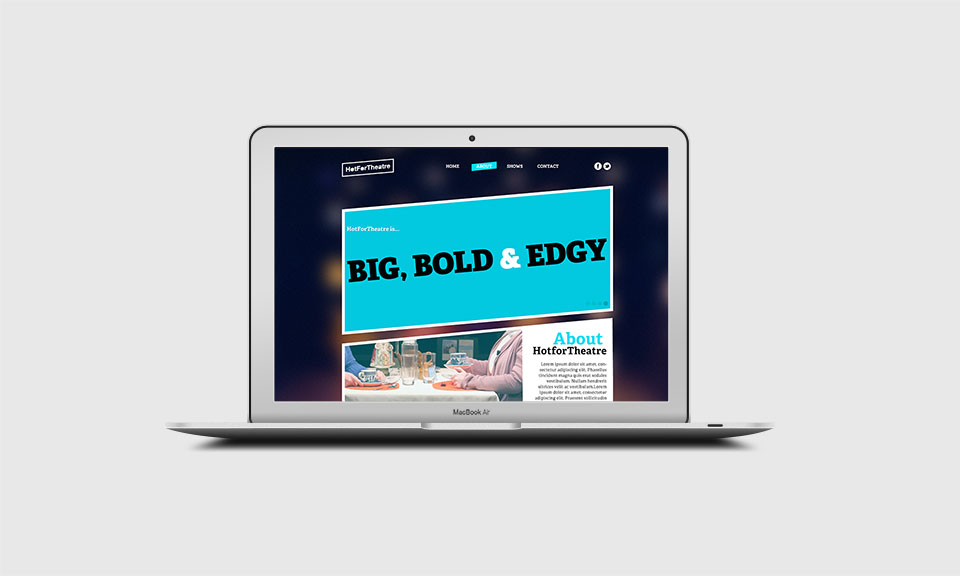 HotForTheatre
HOME ABOUT SHOWS CONTACT
HotForTheatre is...
BIG, BOLD & EDGY
About
HotforTheatre
Lorem ipsum dolor sit amet, con-
sectetur adipiscing elit. Phasellus
tincidunt magna quis erat sodales
vestibulum. Nullam hendrerit
ultrices velit ac vestibulum.Lorem
ipsum dolor sit amet, consectetur
adipiscing elit. Praesent sollicitudin
MacBook Air